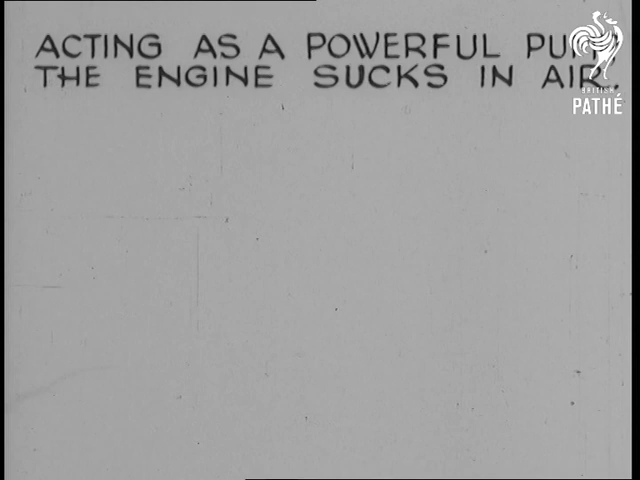 ACTING AS A POWERFUL
THE ENGINE SUCKS IN AIR.
BRITISH
PATHÉ